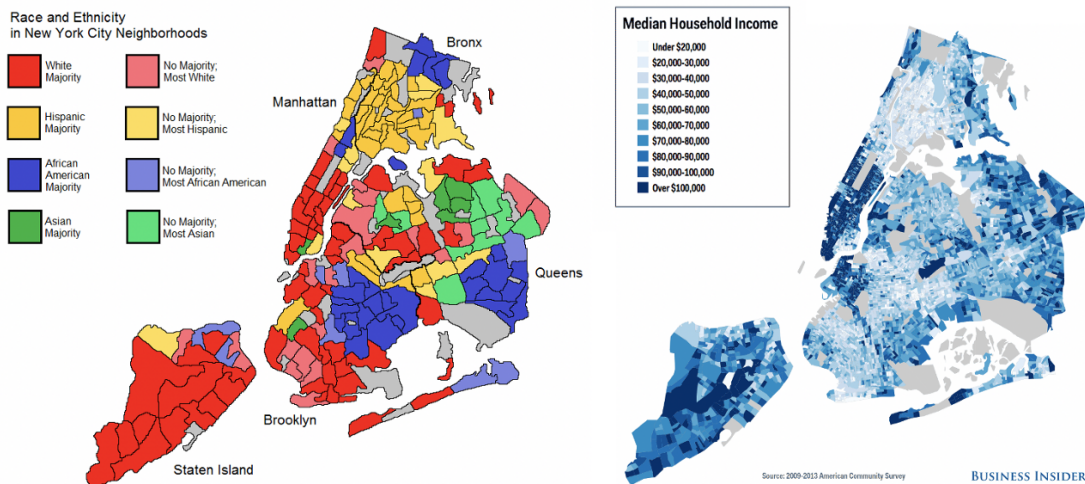 Race and Ethnicity
in New York City Neighborhoods
White
Majority
No Majority;
Most White
Hispanic
Majority
No Majority;
Most Hispanic
African
American
Majority
No Majority;
Most African American
Asian
Majority
No Majority;
Most Asian
Bronx
Manhattan
Queens
Brooklyn
Staten Island
Median Household Income
Under $20,000
$20,000-30,000
$30,000-40,000
$40,000-50,000
$50,000-60,000
$60,000-70,000
$70,000-80,000
$80,000-90,000
$90,000-100,000
Over $100,000
Source: 2009-2013 American Community Survey
BUSINESS INSIDER